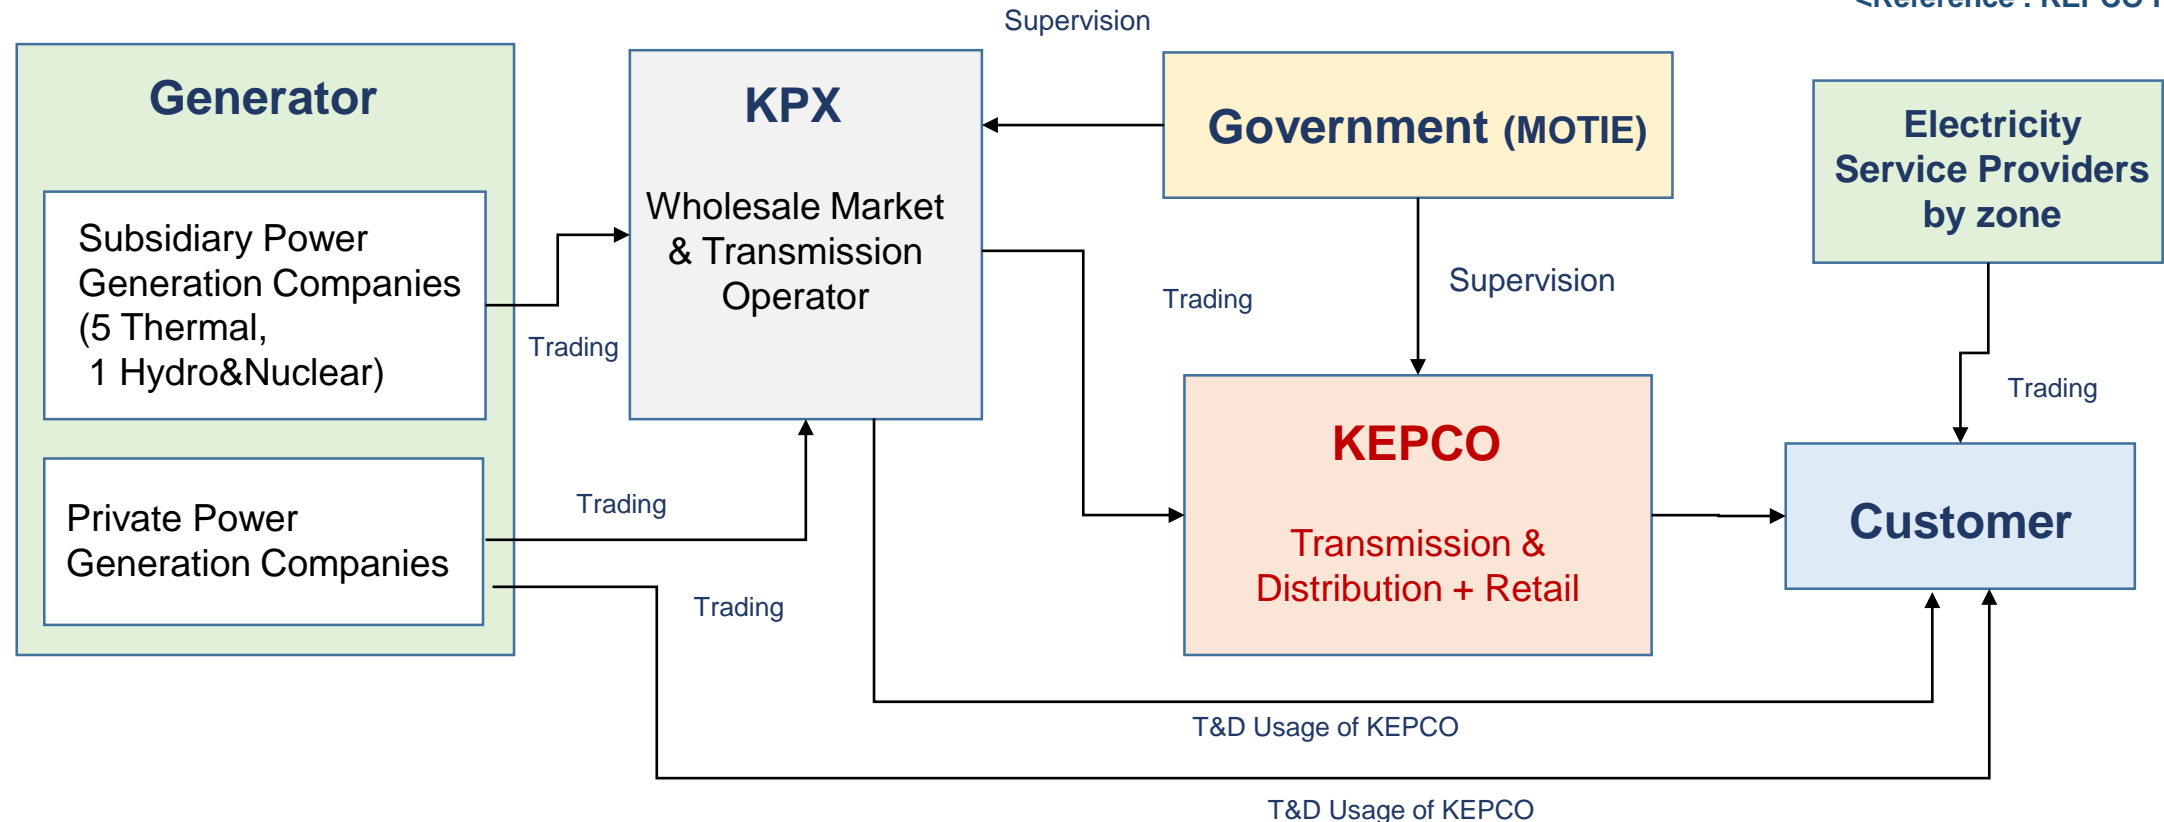 <Reference : KEPCO
Supervision
Generator
KPX
Government (MOTIE)
Electricity
Service Providers
by zone
Subsidiary Power
Generation Companies
(5 Thermal,
1 Hydro&Nuclear)
Wholesale Market
& Transmission
Operator
Trading
Trading
Supervision
Trading
KEPCO
Transmission &
Distribution + Retail
Customer
Private Power
Generation Companies
Trading
Trading
T&D Usage of KEPCO
T&D Usage of KEPCO